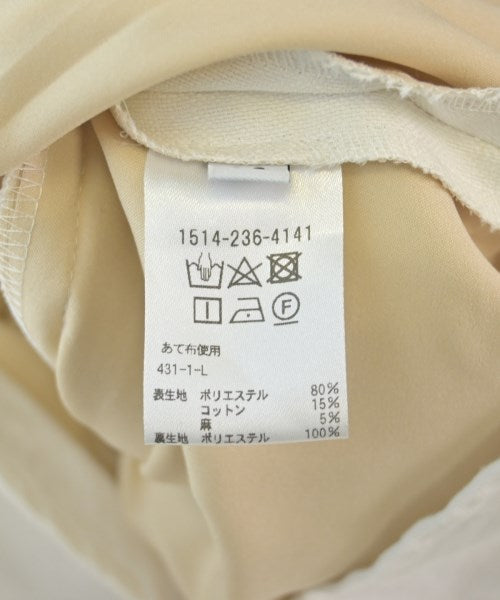 1514-236-4141
F
あて布使用
431-1-L
表生地 ポリエステル 80%
コットン 15%
麻 5%
裏生地 ポリエステル 100%